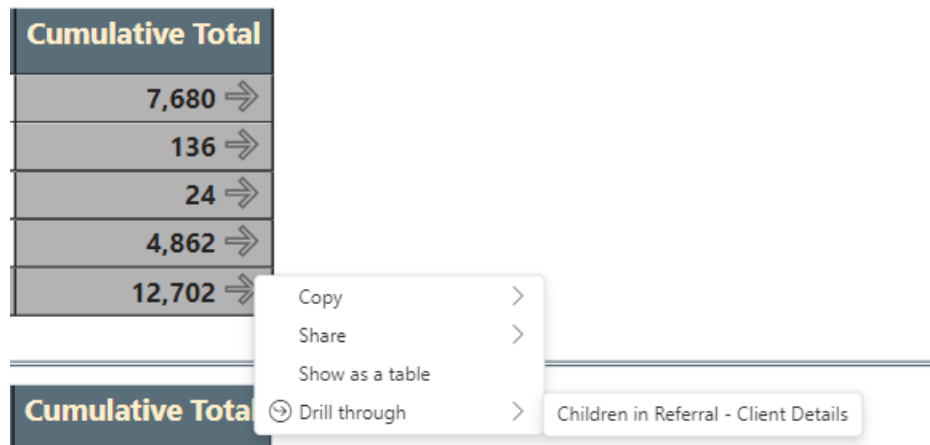 Cumulative Total
7,680
136
24
4,862
12,702
Copy
Share
Show as a table
Drill through
Children in Referral - Client Details
Cumulative Tota